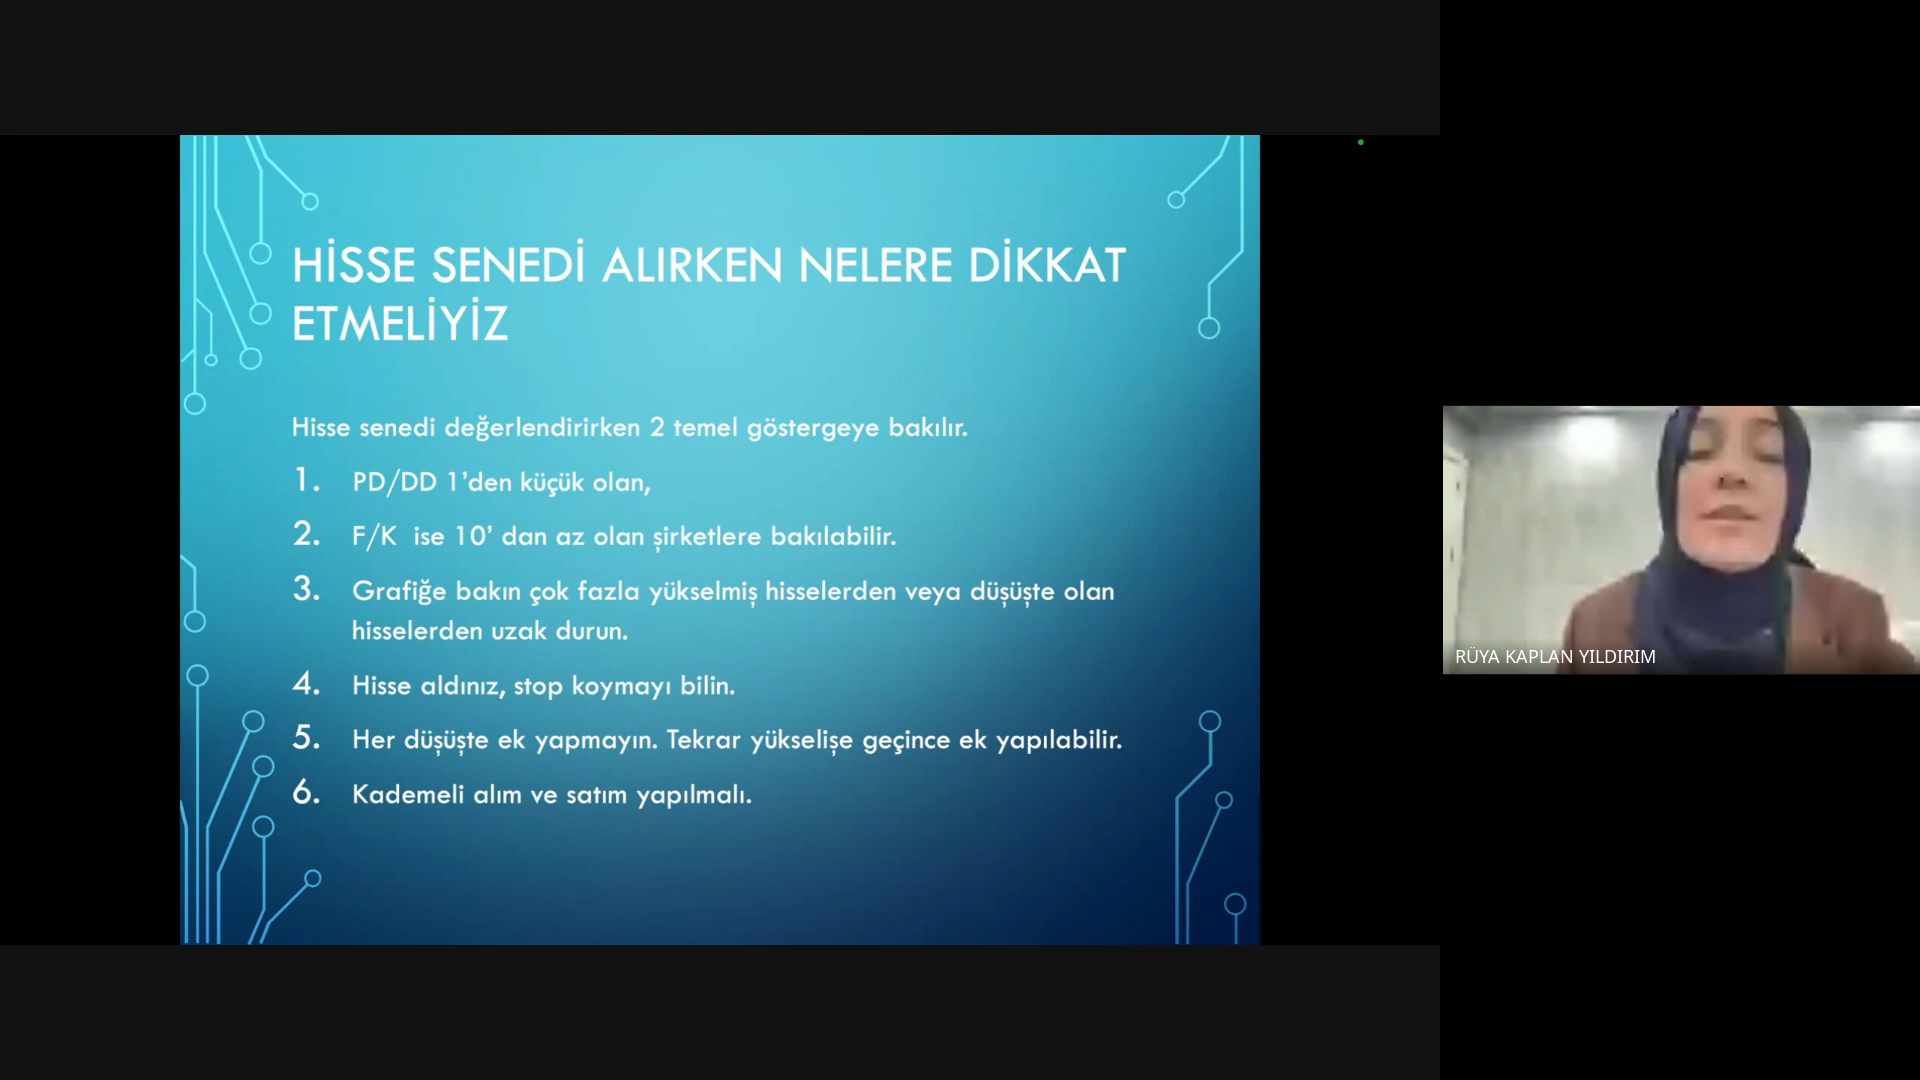 HİSSE SENEDİ ALIRKEN NELERE DİKKAT
ETMELİYİZ
Hisse senedi değerlendirirken 2 temel göstergeye bakılır.
1. PD/DD 1’den küçük olan,
2. F/K ise 10’ dan az olan şirketlere bakılabilir.
3. Grafiğe bakın çok fazla yükselmiş hisselerden veya düşüşte olan
hisselerden uzak durun.
4. Hisse aldınız, stop koymayı bilin.
5. Her düşüşte ek yapmayın. Tekrar yükselişe geçince ek yapılabilir.
6. Kademeli alım ve satım yapılmalı.
RÜYA KAPLAN YILDIRIM